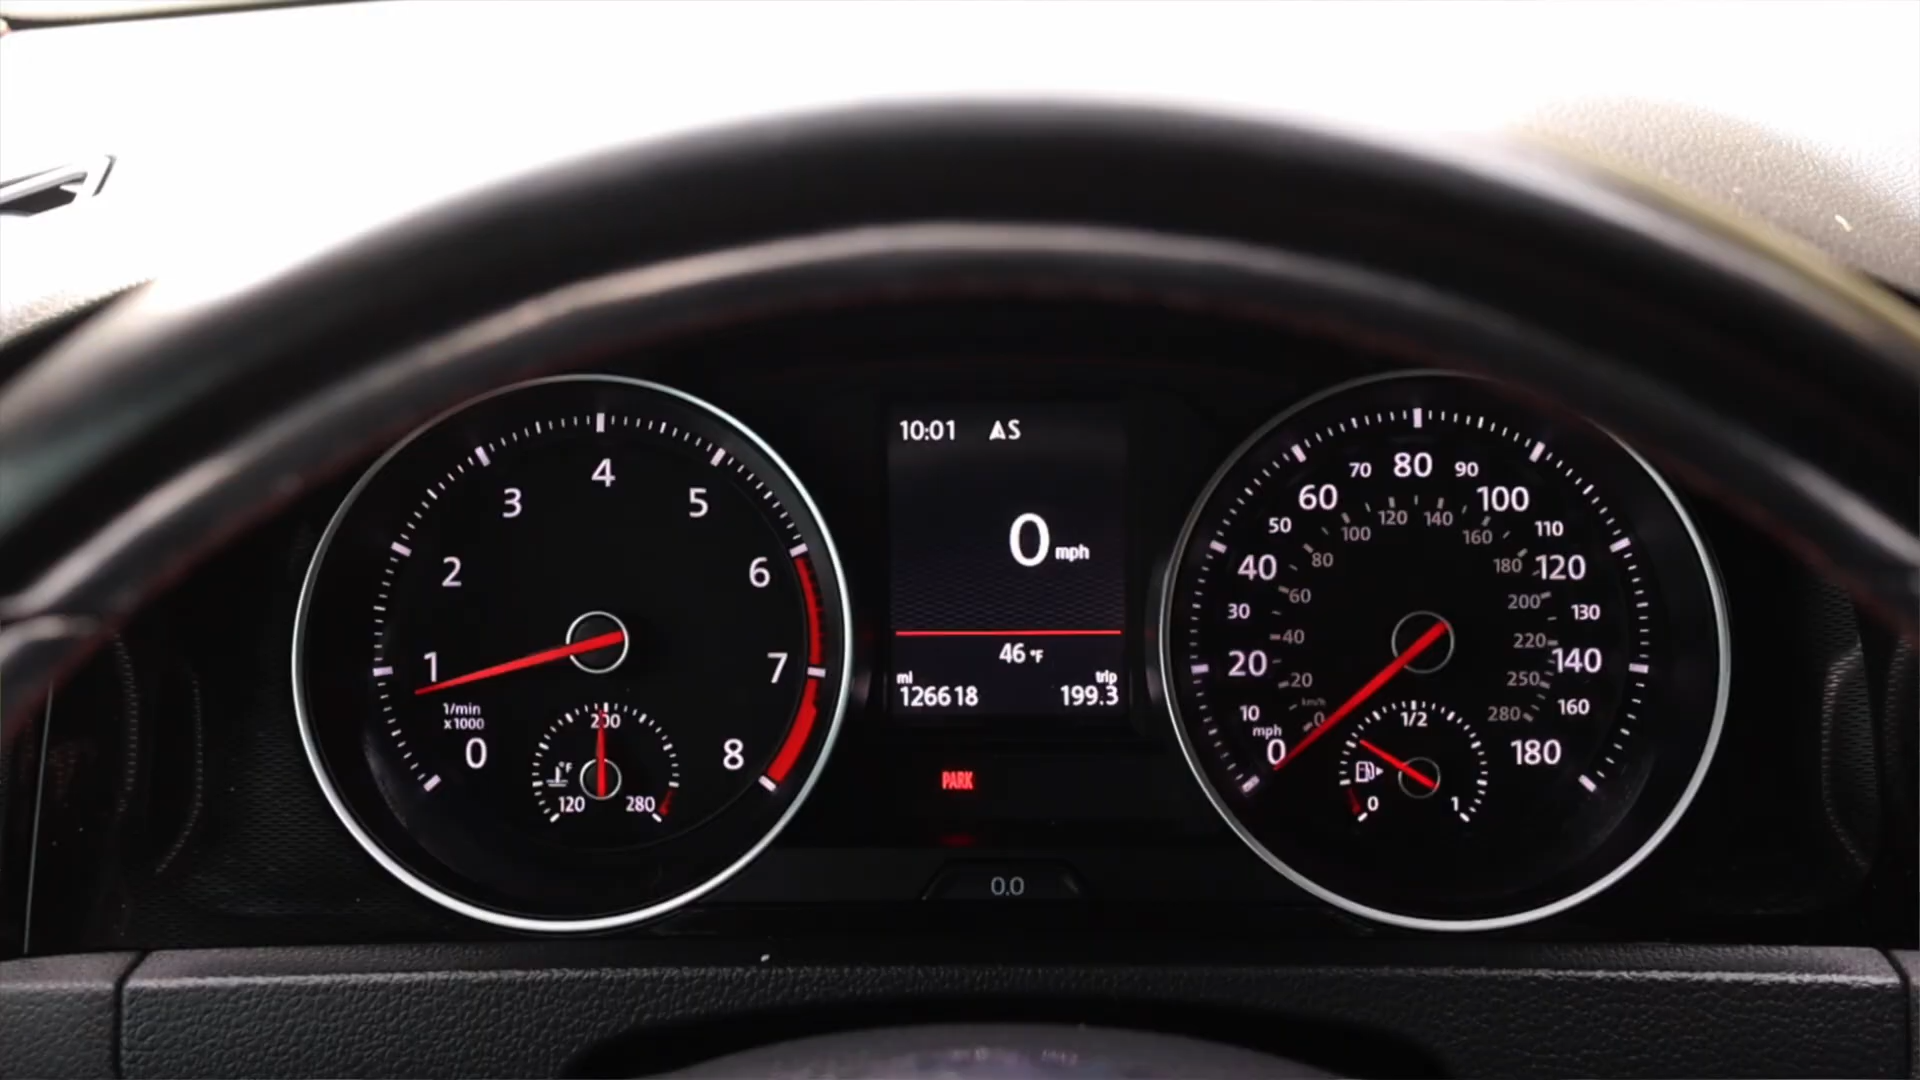 10:01 AS
0 mph
46 °F
mi trip
126618 199.3
PARK
0.0
0 1 2 3 4 5 6 7 8
1/min
x1000
°F
120 200 280
0 10 20 30 40 50 60 70 80 90 100 110 120 130 140 160 180
mph
km/h
0 20 40 60 80 100 120 140 160 180 200 220 250 280
0 1/2 1